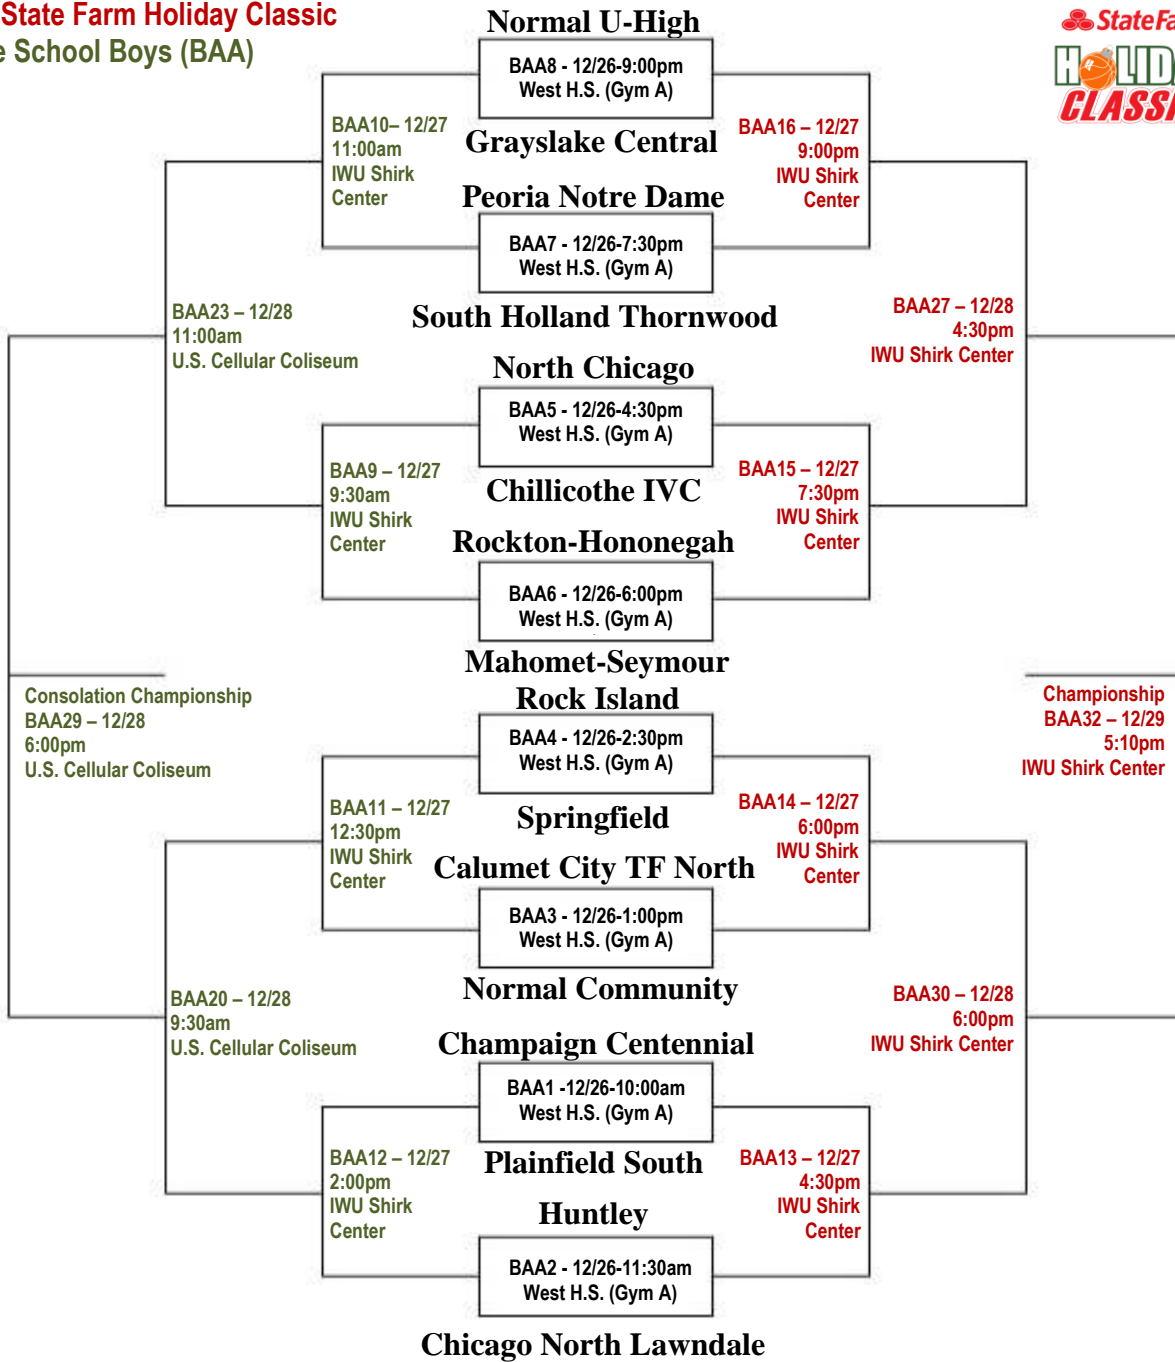 State Farm Holiday Classic
School Boys (BAA)
State
CLASS
Normal U-High
BAA8 - 12/26-9:00pm
West H.S. (Gym A)
Grayslake Central
BAA10– 12/27
11:00am
IWU Shirk
Center
BAA16 – 12/27
9:00pm
IWU Shirk
Center
Peoria Notre Dame
BAA7 - 12/26-7:30pm
West H.S. (Gym A)
South Holland Thornwood
BAA23 – 12/28
11:00am
U.S. Cellular Coliseum
BAA27 – 12/28
4:30pm
IWU Shirk Center
North Chicago
BAA5 - 12/26-4:30pm
West H.S. (Gym A)
Chillicothe IVC
BAA9 – 12/27
9:30am
IWU Shirk
Center
BAA15 – 12/27
7:30pm
IWU Shirk
Center
Rockton-Hononegah
BAA6 - 12/26-6:00pm
West H.S. (Gym A)
Mahomet-Seymour
Consolation Championship
BAA29 – 12/28
6:00pm
U.S. Cellular Coliseum
Championship
BAA32 – 12/29
5:10pm
IWU Shirk Center
Rock Island
BAA4 - 12/26-2:30pm
West H.S. (Gym A)
Springfield
BAA11 – 12/27
12:30pm
IWU Shirk
Center
BAA14 – 12/27
6:00pm
IWU Shirk
Center
Calumet City TF North
BAA3 - 12/26-1:00pm
West H.S. (Gym A)
Normal Community
BAA20 – 12/28
9:30am
U.S. Cellular Coliseum
BAA30 – 12/28
6:00pm
IWU Shirk Center
Champaign Centennial
BAA1 -12/26-10:00am
West H.S. (Gym A)
Plainfield South
BAA12 – 12/27
2:00pm
IWU Shirk
Center
BAA13 – 12/27
4:30pm
IWU Shirk
Center
Huntley
BAA2 - 12/26-11:30am
West H.S. (Gym A)
Chicago North Lawndale